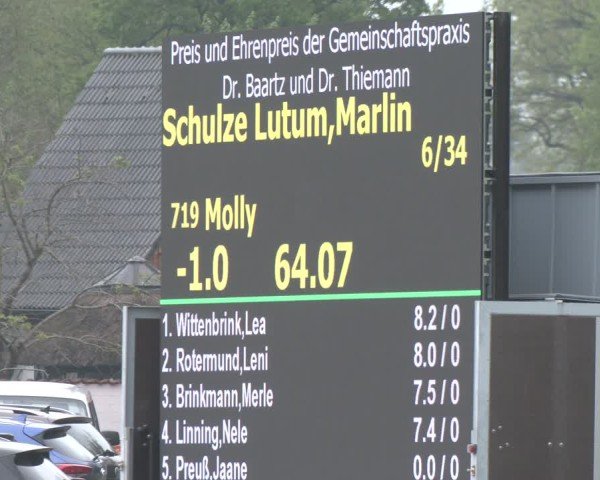 Preis und Ehrenpreis der Gemeinschaftspraxis
Dr. Baartz und Dr. Thiemann
Schulze Lutum,Marlin
6/34
719 Molly
-1.0 64.07
1. Wittenbrink,Lea 8.2 / 0
2. Rotermund,Leni 8.0 / 0
3. Brinkmann,Merle 7.5 / 0
4. Linning,Nele 7.4 / 0
5. Preuß,Jaane 0.0 / 0